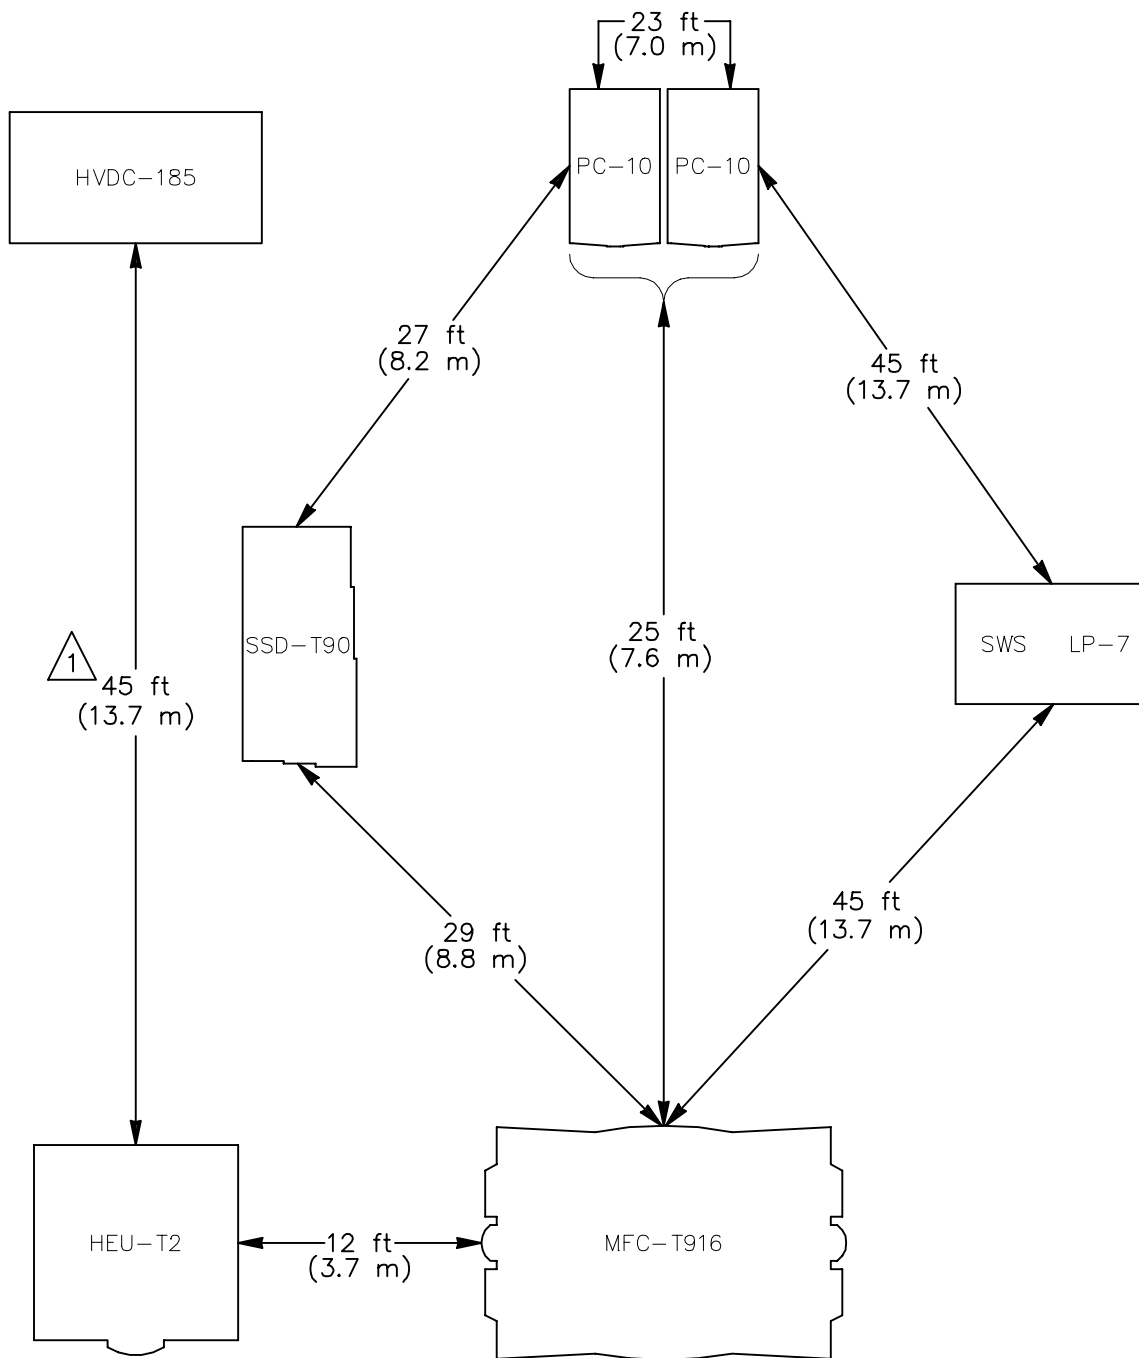 23 ft
(7.0 m)
HVDC-185
PC-10
PC-10
27 ft
(8.2 m)
45 ft
(13.7 m)
SSD-T90
25 ft
(7.6 m)
SWS LP-7
1
45 ft
(13.7 m)
29 ft
(8.8 m)
45 ft
(13.7 m)
HEU-T2
12 ft
(3.7 m)
MFC-T916